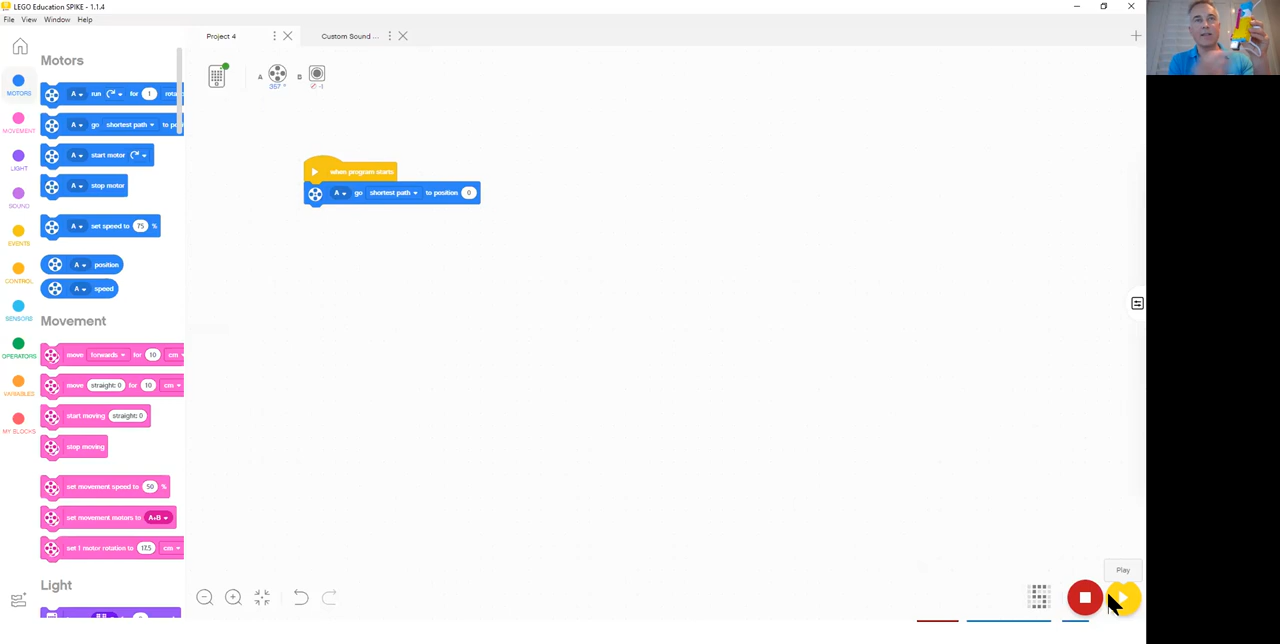 LEGO Education SPIKE - 1.1.4
File View Window Help
Project 4
Custom Sound ...
A
357 °
B
-1
MOTORS
MOVEMENT
LIGHT
SOUND
EVENTS
CONTROL
SENSORS
OPERATORS
VARIABLES
MY BLOCKS
Motors
A run for 1 rota
A go shortest path to po
A start motor
A stop motor
A set speed to 75 %
A position
A speed
Movement
move forwards for 10 cm
move straight: 0 for 10 cm
start moving straight: 0
stop moving
set movement speed to 50 %
set movement motors to A+B
set 1 motor rotation to 17.5 cm
Light
when program starts
A go shortest path to position 0
Play